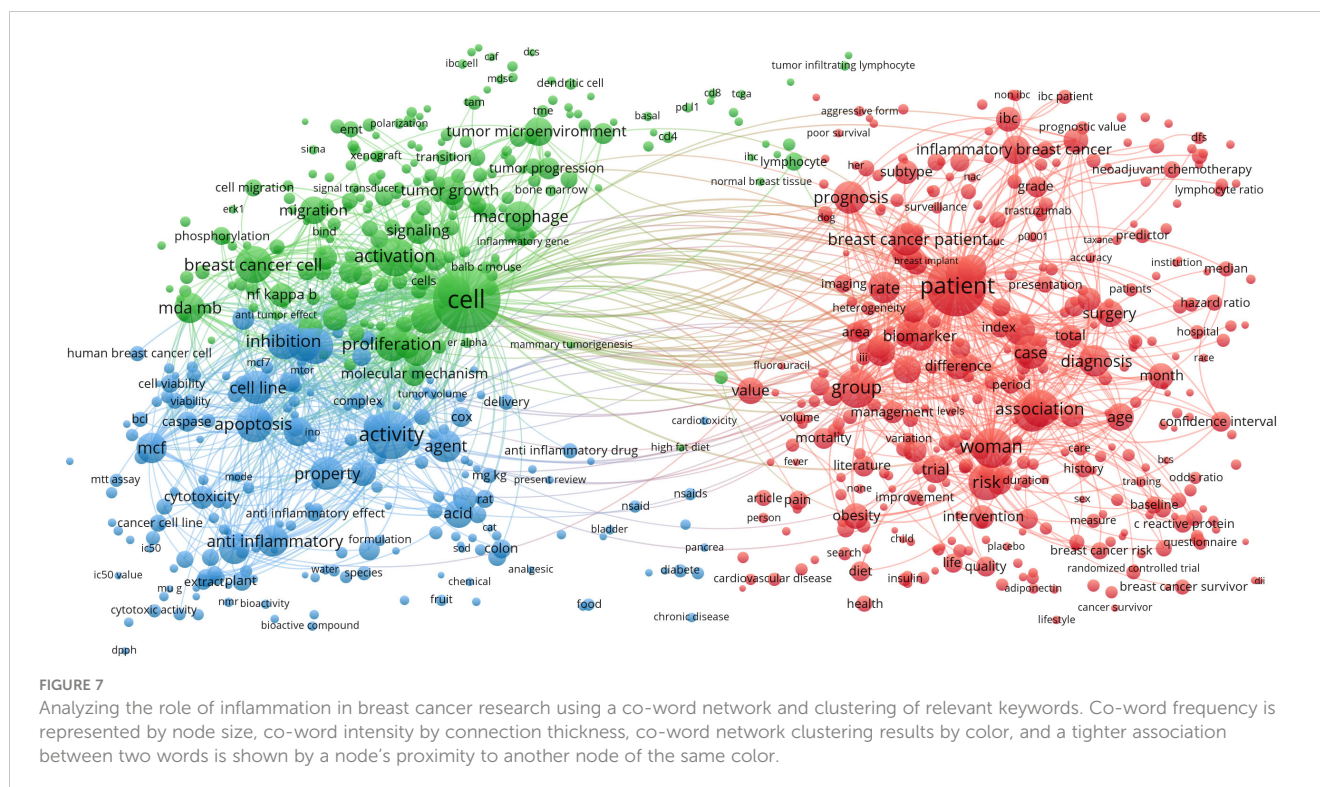 ibc cell
caf
dcs
mdsc
dendritic cell
tumor infiltrating lymphocyte
tam
tme
cd8
tcga
pd l1
basal
cd4
non ibc
ibc patient
aggressive form
ibc
emt
polarization
tumor microenvironment
poor survival
prognostic value
dfs
sirna
xenograft
transition
tumor progression
ihc
lymphocyte
her
inflammatory breast cancer
subtype
nac
neoadjuvant chemotherapy
cell migration
signal transducer
tumor growth
bone marrow
normal breast tissue
prognosis
grade
lymphocyte ratio
erk1
migration
macrophage
dog
surveillance
trastuzumab
phosphorylation
bind
signaling
inflammatory gene
breast cancer patient
auc
p0001
taxane
predictor
breast cancer cell
activation
balb c mouse
breast implant
accuracy
institution
median
cells
nf kappa b
cell
imaging
rate
patient
presentation
patients
mda mb
anti tumor effect
heterogeneity
surgery
hazard ratio
inhibition
proliferation
er alpha
mammary tumorigenesis
area
biomarker
index
total
hospital
human breast cancer cell
mcf7
mtor
molecular mechanism
fluorouracil
iii
difference
case
diagnosis
race
cell viability
cell line
tumor volume
value
group
period
month
viability
complex
delivery
bcl
caspase
apoptosis
ino
cox
cardiotoxicity
volume
management
levels
association
age
confidence interval
mcf
activity
agent
anti inflammatory drug
high fat diet
mortality
variation
woman
care
mtt assay
mode
property
mg kg
present review
fever
literature
trial
history
bcs
training
odds ratio
cytotoxicity
rat
nsaids
nsaid
none
risk
duration
article
pain
improvement
sex
baseline
cancer cell line
anti inflammatory effect
acid
cat
bladder
person
obesity
intervention
measure
c reactive protein
ic50
anti inflammatory
formulation
sod
colon
pancrea
search
child
placebo
breast cancer risk
questionnaire
ic50 value
extract
plant
water
species
analgesic
diabete
cardiovascular disease
diet
insulin
life
quality
randomized controlled trial
mu g
chemical
adiponectin
breast cancer survivor
dii
cytotoxic activity
nmr
bioactivity
fruit
food
health
cancer survivor
bioactive compound
chronic disease
lifestyle
dpph
FIGURE 7
Analyzing the role of inflammation in breast cancer research using a co-word network and clustering of relevant keywords. Co-word frequency is
represented by node size, co-word intensity by connection thickness, co-word network clustering results by color, and a tighter association
between two words is shown by a node's proximity to another node of the same color.